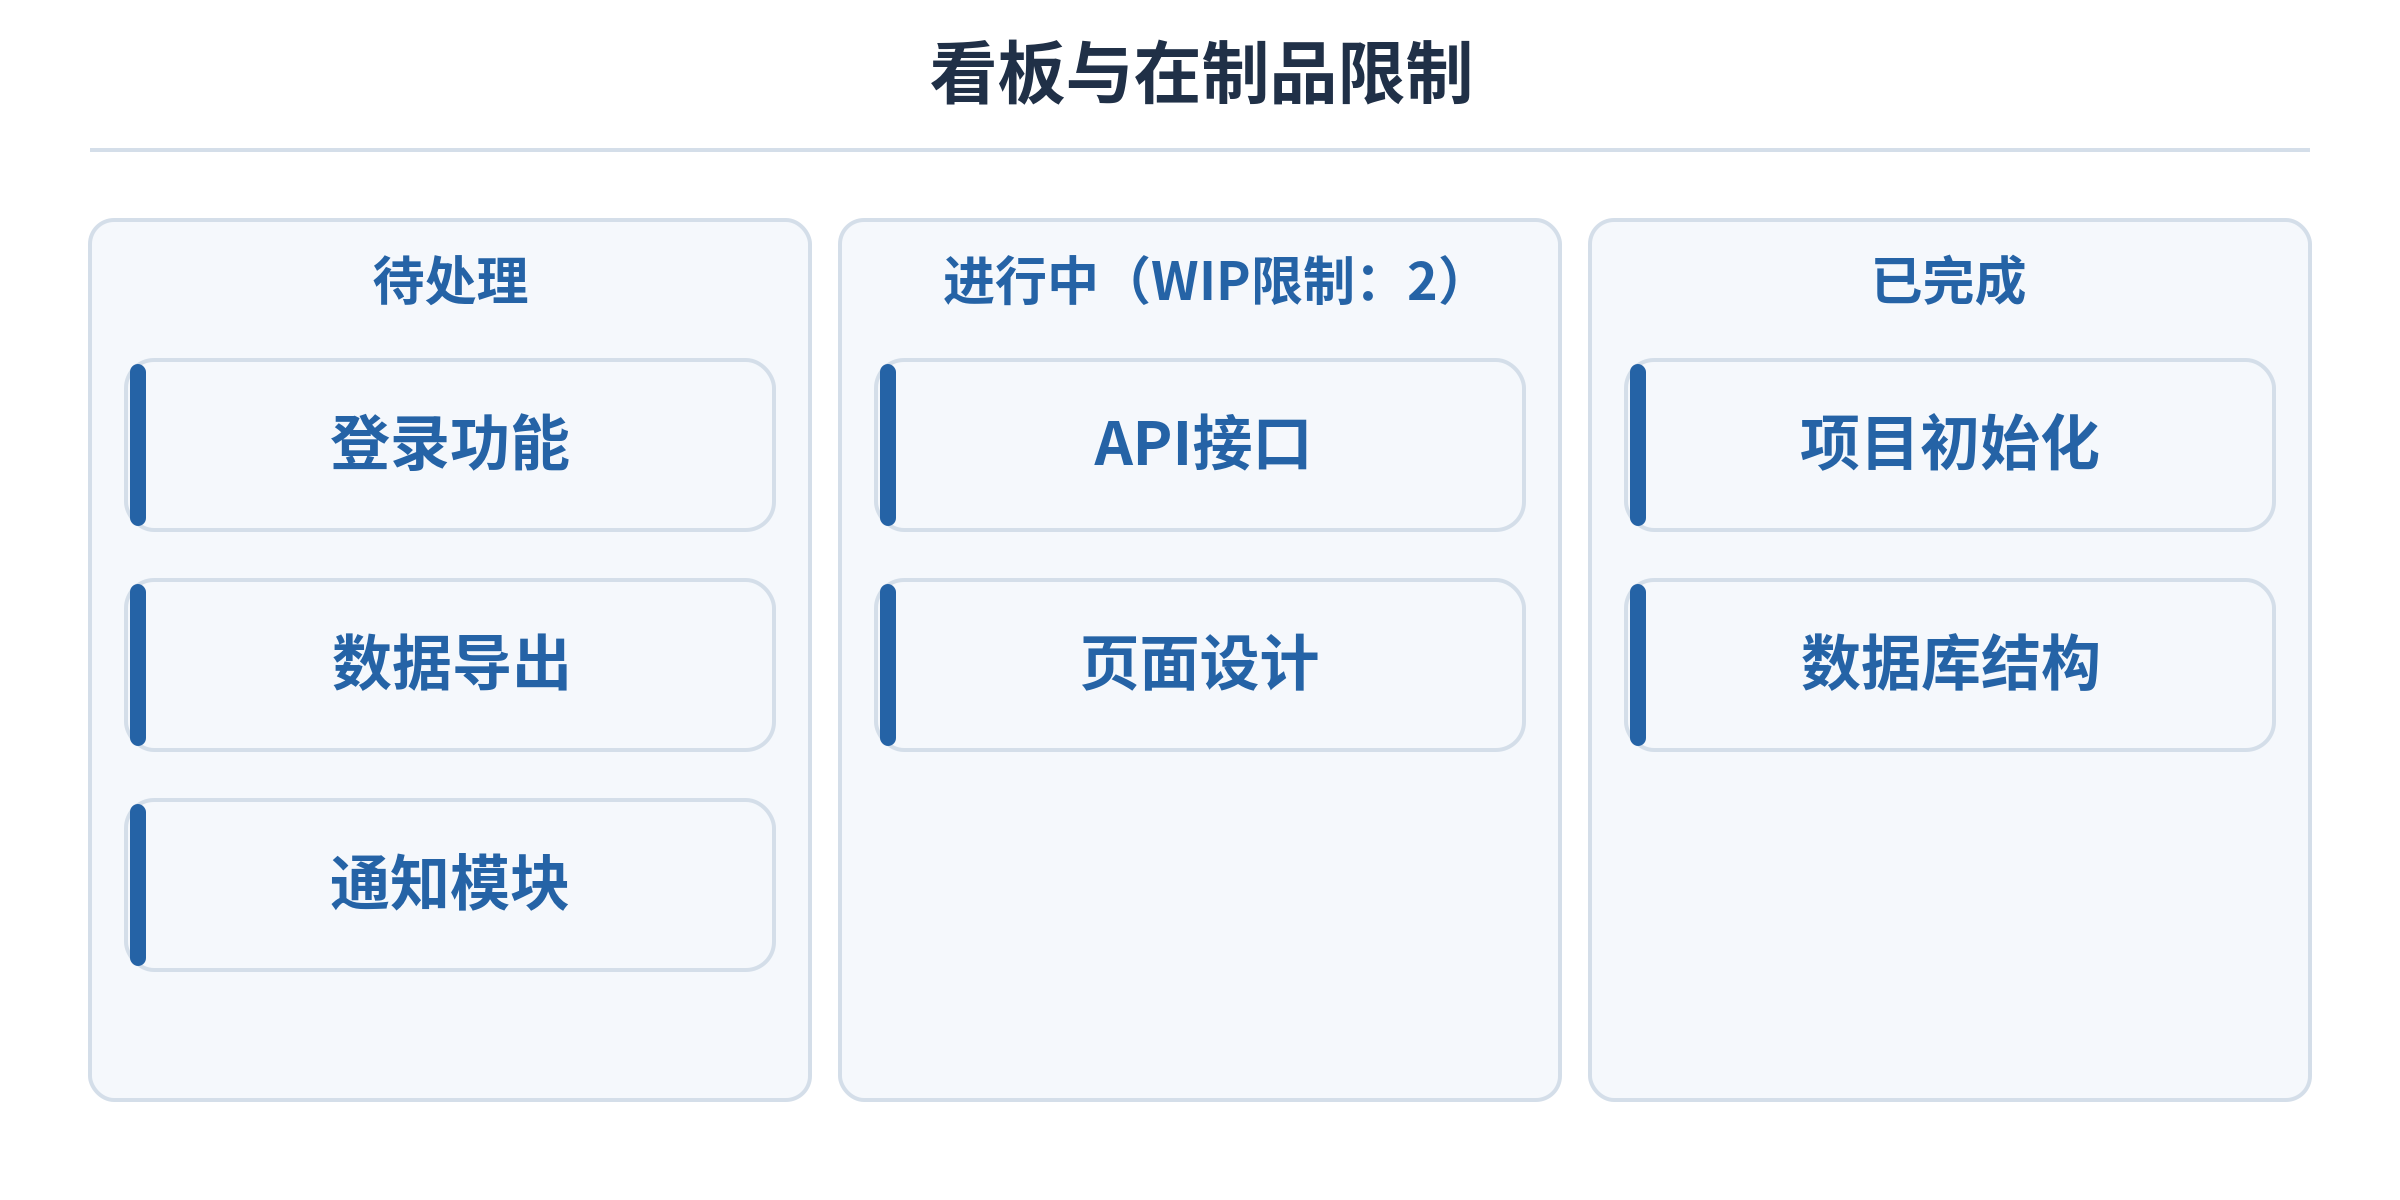 看板与在制品限制
待处理
登录功能
数据导出
通知模块
进行中（WIP限制：2）
API接口
页面设计
已完成
项目初始化
数据库结构